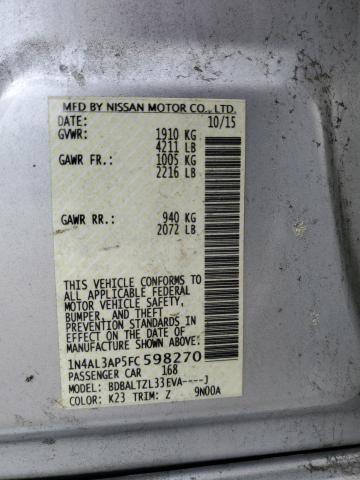 MFD BY NISSAN MOTOR CO., LTD.
DATE: 10/15
GVWR: 1910 KG
4211 LB
GAWR FR.: 1005 KG
2216 LB
GAWR RR.: 940 KG
2072 LB
THIS VEHICLE CONFORMS TO
ALL APPLICABLE FEDERAL
MOTOR VEHICLE SAFETY,
BUMPER, AND THEFT
PREVENTION STANDARDS
IN EFFECT ON THE DATE OF
MANUFACTURE SHOWN ABOVE.
1N4AL3AP5FC598270
PASSENGER CAR 168
MODEL: BDBALTZL33EVA----J
COLOR: K23 TRIM: Z 9N00A